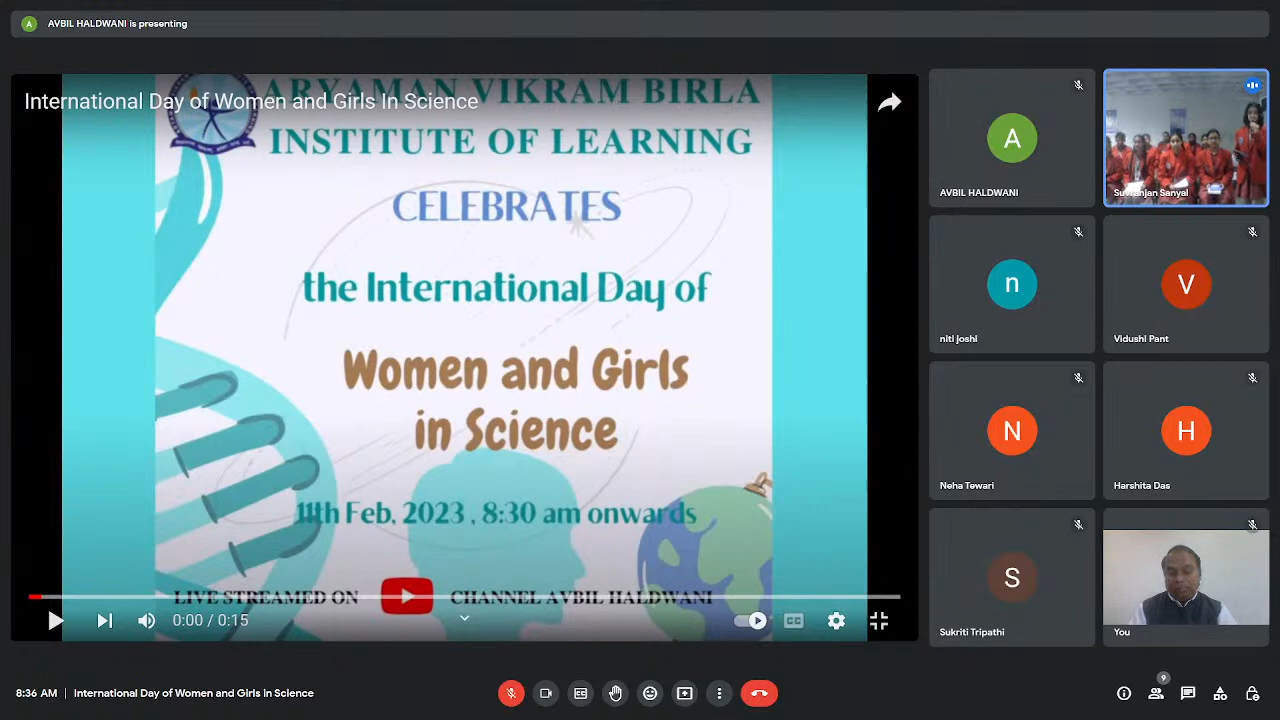 A
AVBIL HALDWANI is presenting
International Day of Women and Girls In Science
ARYAMAN VIKRAM BIRLA
INSTITUTE OF LEARNING
CELEBRATES
the International Day of
Women and Girls
in Science
11th Feb, 2023 , 8:30 am onwards
LIVE STREAMED ON
CHANNEL AVBIL HALDWANI
0:00 / 0:15
CC
A
AVBIL HALDWANI
Suvranjan Sanyal
n
niti joshi
V
Vidushi Pant
N
Neha Tewari
H
Harshita Das
S
Sukriti Tripathi
You
8:36 AM | International Day of Women and Girls In Science
9